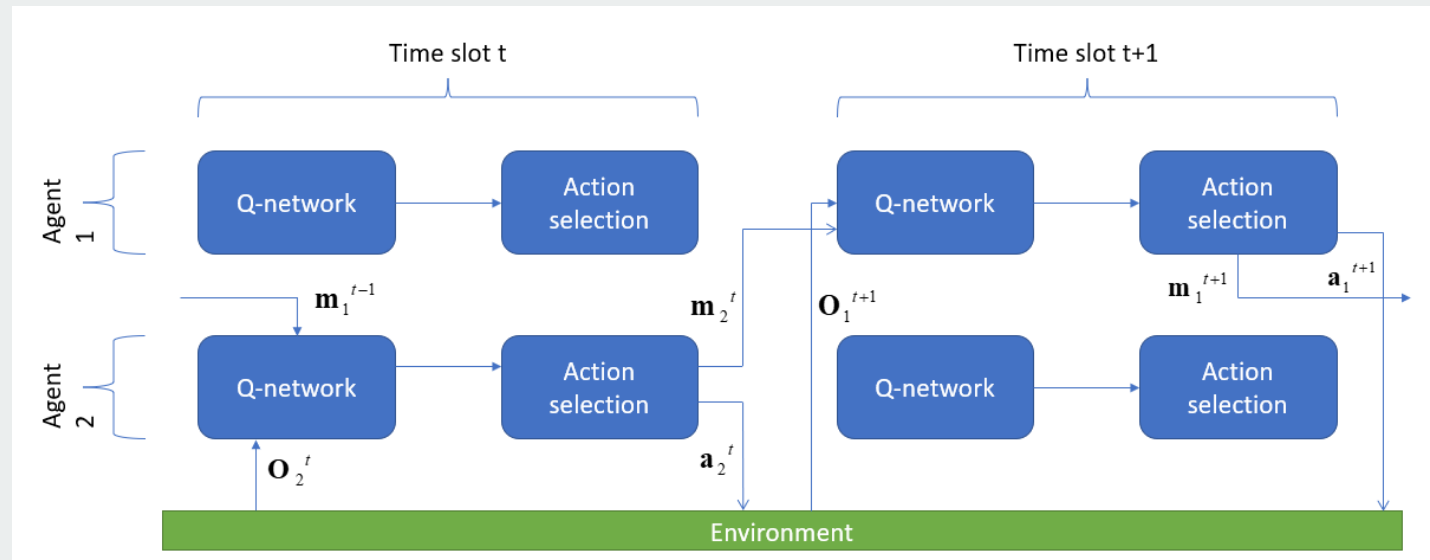 Time slot t
Time slot t+1
Agent
1
Q-network
Action
selection
Q-network
Action
selection
m₁ᵗ⁻¹
m₂ᵗ
O₁ᵗ⁺¹
m₁ᵗ⁺¹
a₁ᵗ⁺¹
Agent
2
Q-network
Action
selection
Q-network
Action
selection
O₂ᵗ
a₂ᵗ
Environment